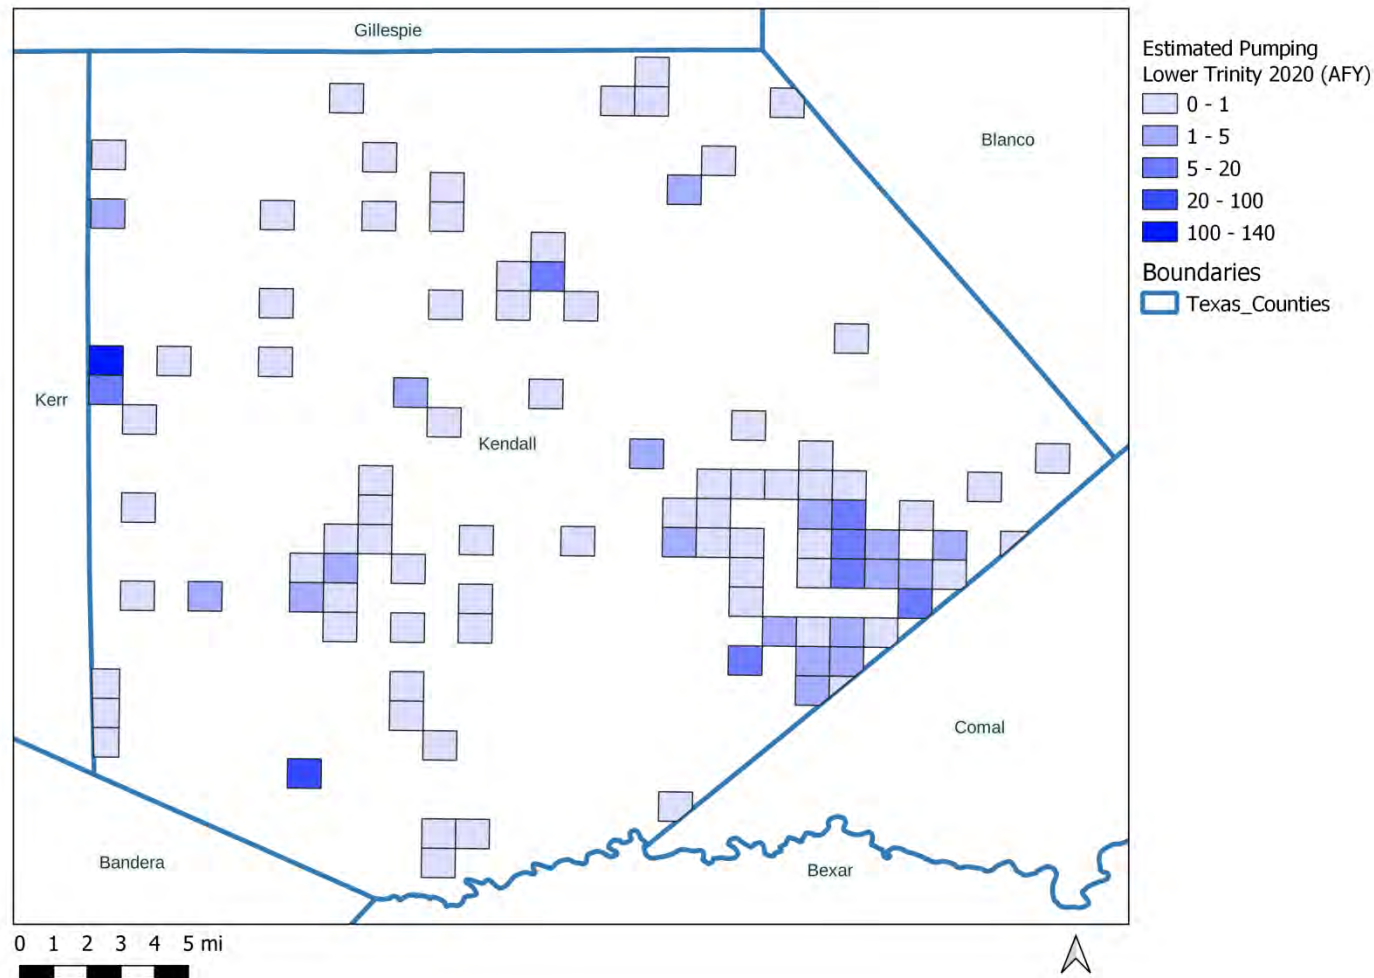 Gillespie
Estimated Pumping
Lower Trinity 2020 (AFY)
0 - 1
1 - 5
5 - 20
20 - 100
100 - 140
Boundaries
Texas_Counties
Blanco
Kerr
Kendall
Comal
Bandera
Bexar
0 1 2 3 4 5 mi